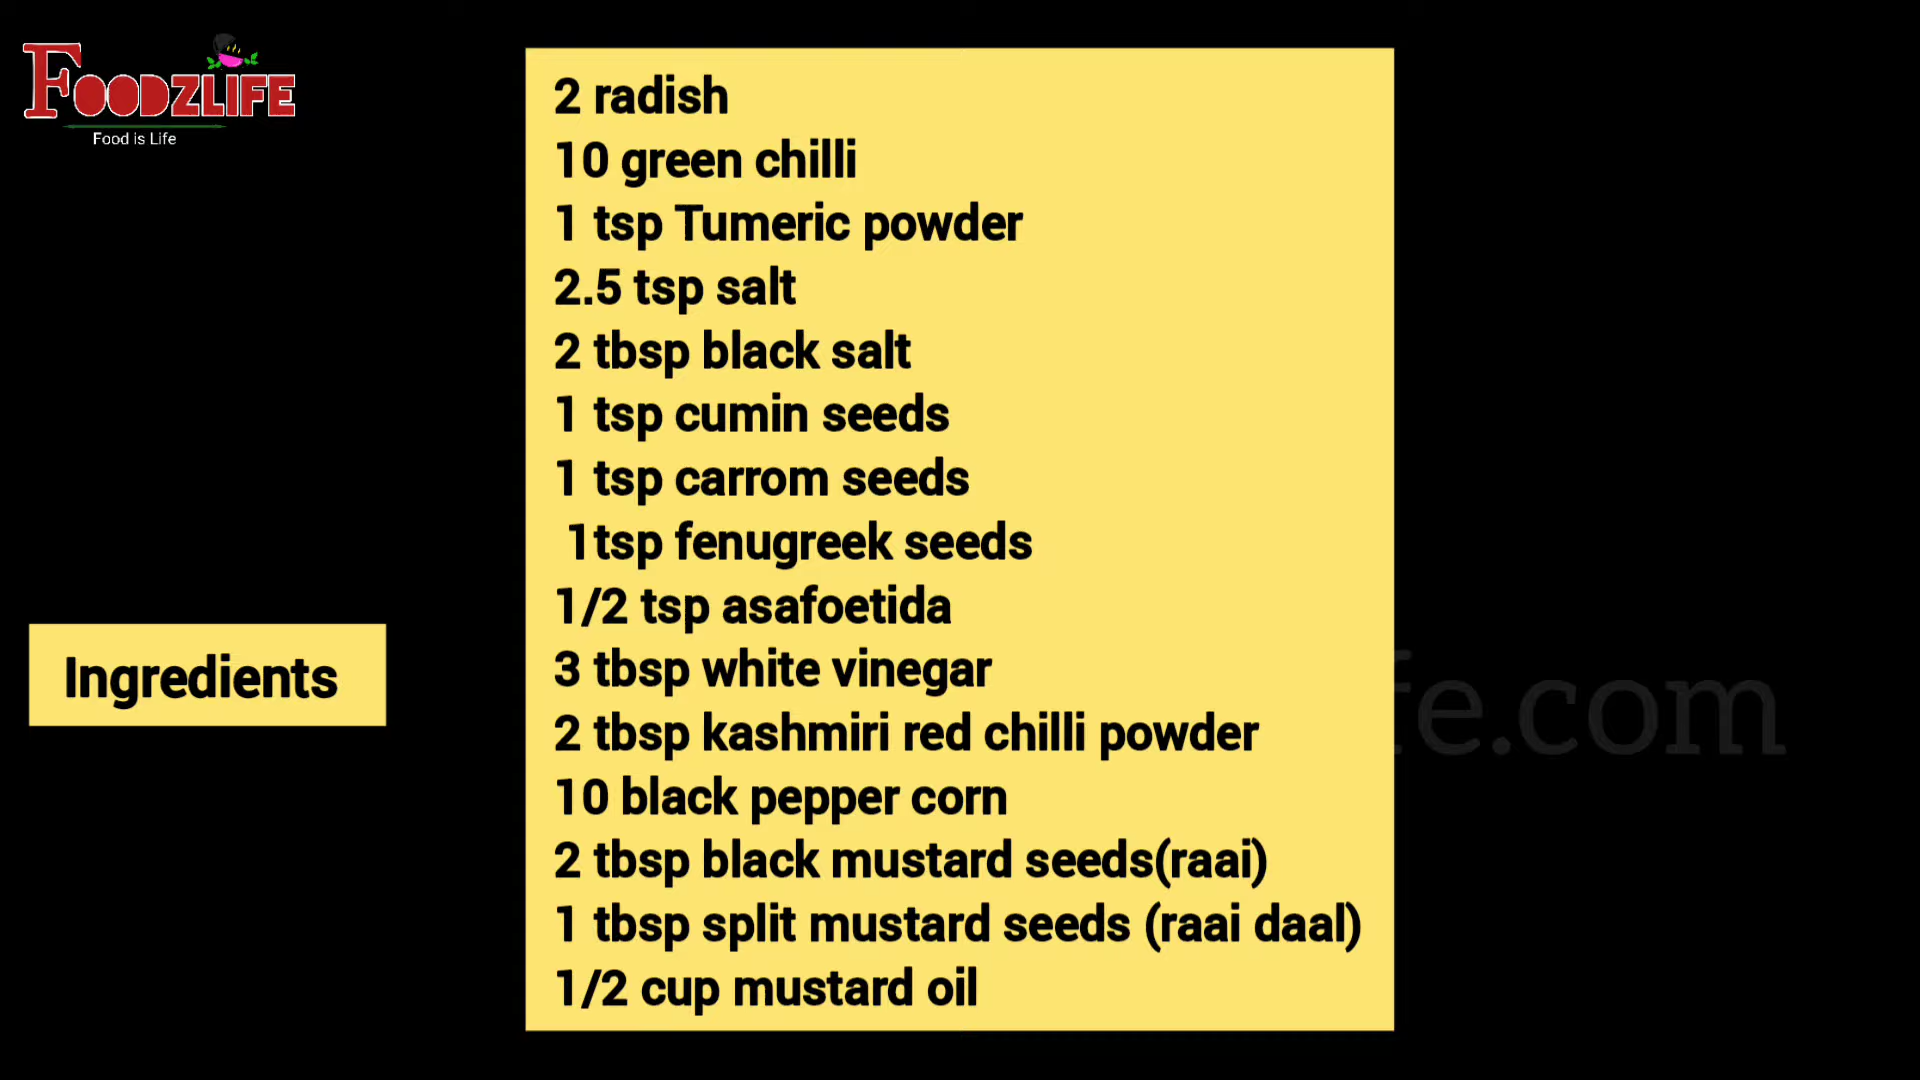 FOODZLIFE
Food is Life
Ingredients
2 radish
10 green chilli
1 tsp Tumeric powder
2.5 tsp salt
2 tbsp black salt
1 tsp cumin seeds
1 tsp carrom seeds
1tsp fenugreek seeds
1/2 tsp asafoetida
3 tbsp white vinegar
2 tbsp kashmiri red chilli powder
10 black pepper corn
2 tbsp black mustard seeds(raai)
1 tbsp split mustard seeds (raai daal)
1/2 cup mustard oil
fe.com